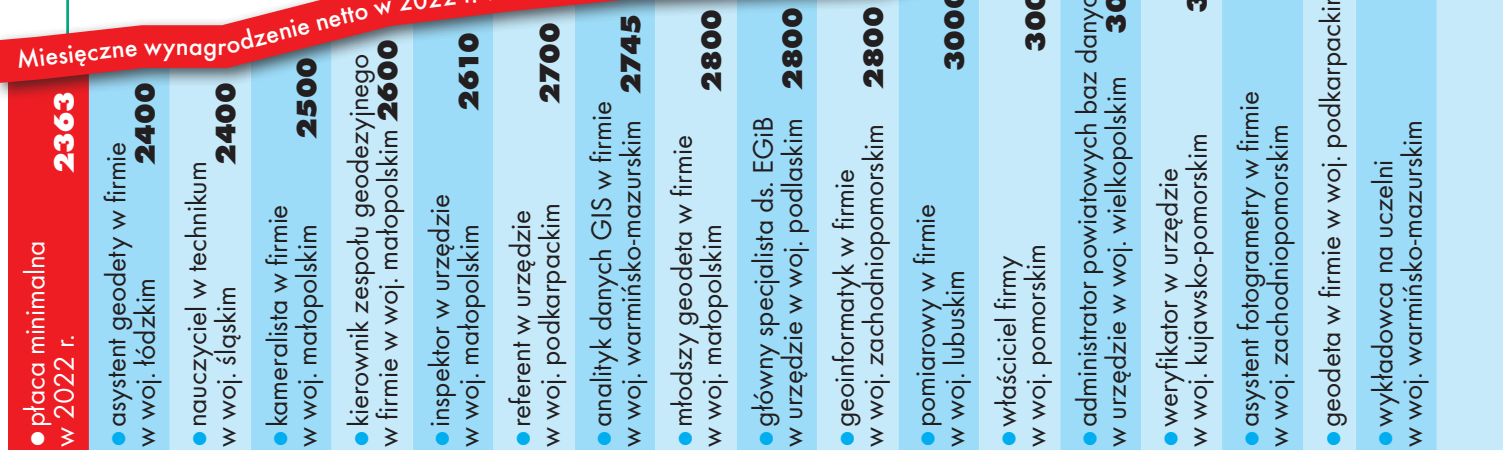 Miesięczne wynagrodzenie netto w 2022 r.
płaca minimalna
w 2022 r. 2363
asystent geodety w firmie
w woj. łódzkim 2400
nauczyciel w technikum
w woj. śląskim 2400
kameralista w firmie
w woj. małopolskim 2500
kierownik zespołu geodezyjnego
w firmie w woj. małopolskim 2600
inspektor w urzędzie
w woj. małopolskim 2610
referent w urzędzie
w woj. podkarpackim 2700
analityk danych GIS w firmie
w woj. warmińsko-mazurskim 2745
młodszy geodeta w firmie
w woj. małopolskim 2800
główny specjalista ds. EGiB
w urzędzie w woj. podlaskim 2800
geoinformatyk w firmie
w woj. zachodniopomorskim 2800
pomiarowy w firmie
w woj. lubuskim 3000
właściciel firmy
w woj. pomorskim 300
administrator powiatowych baz danyc
w urzędzie w woj. wielkopolskim 30
weryfikator w urzędzie
w woj. kujawsko-pomorskim
asystent fotogrametry w firmie
w woj. zachodniopomorskim
geodeta w firmie w woj. podkarpackim
wykładowca na uczelni
w woj. warmińsko-mazurskim